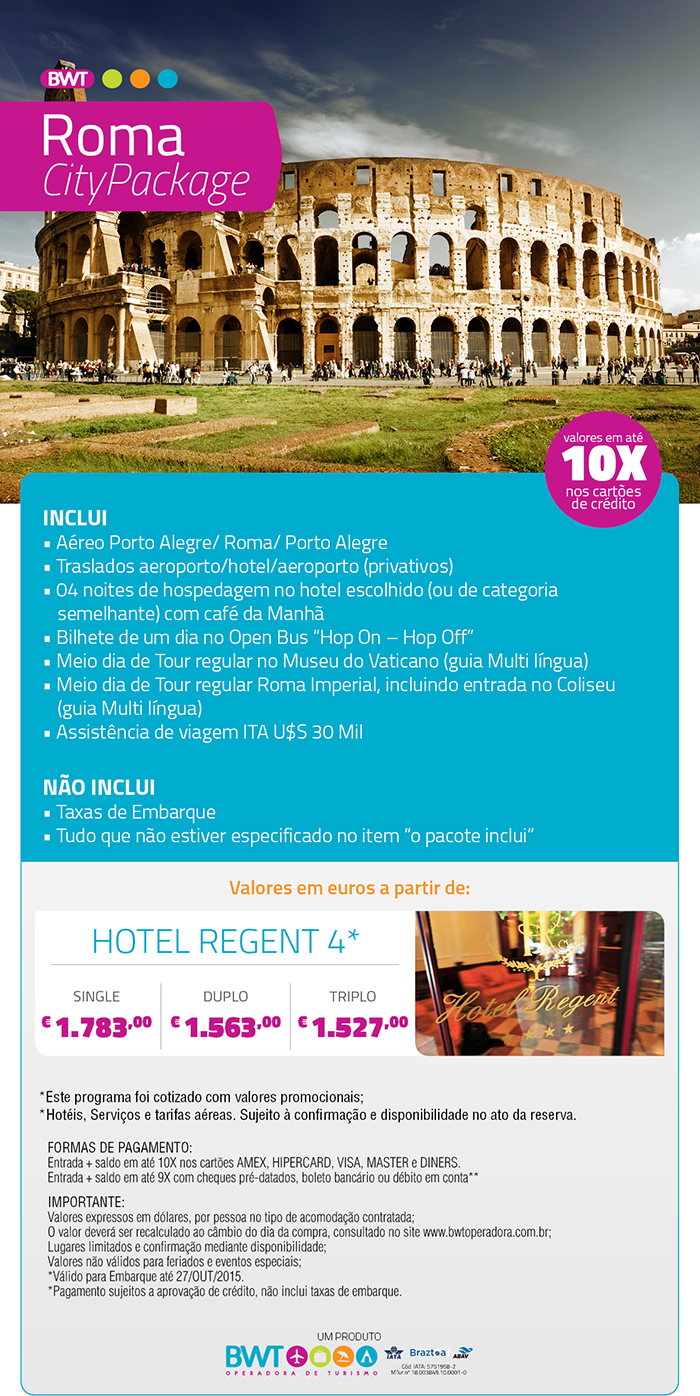 BWT
Roma
CityPackage
valores em até
10X
nos cartões
de crédito
INCLUI
▪ Aéreo Porto Alegre/ Roma/ Porto Alegre
▪ Traslados aeroporto/hotel/aeroporto (privativos)
▪ 04 noites de hospedagem no hotel escolhido (ou de categoria
semelhante) com café da Manhã
▪ Bilhete de um dia no Open Bus “Hop On – Hop Off”
▪ Meio dia de Tour regular no Museu do Vaticano (guia Multi língua)
▪ Meio dia de Tour regular Roma Imperial, incluindo entrada no Coliseu
(guia Multi língua)
▪ Assistência de viagem ITA U$S 30 Mil
NÃO INCLUI
▪ Taxas de Embarque
▪ Tudo que não estiver especificado no item “o pacote inclui”
Valores em euros a partir de:
HOTEL REGENT 4*
SINGLE DUPLO TRIPLO
€ 1.783,00 € 1.563,00 € 1.527,00
Hotel Regent
*Este programa foi cotizado com valores promocionais;
*Hotéis, Serviços e tarifas aéreas. Sujeito à confirmação e disponibilidade no ato da reserva.
FORMAS DE PAGAMENTO:
Entrada + saldo em até 10X nos cartões AMEX, HIPERCARD, VISA, MASTER e DINERS.
Entrada + saldo em até 9X com cheques pré-datados, boleto bancário ou débito em conta**
IMPORTANTE:
Valores expressos em dólares, por pessoa no tipo de acomodação contratada;
O valor deverá ser recalculado ao câmbio do dia da compra, consultado no site www.bwtoperadora.com.br;
Lugares limitados e confirmação mediante disponibilidade;
Valores não válidos para feriados e eventos especiais;
*Válido para Embarque até 27/OUT/2015.
*Pagamento sujeitos a aprovação de crédito, não inclui taxas de embarque.
UM PRODUTO
BWT IATA Braztoa ABAV
OPERADORA DE TURISMO
Cód. IATA: 5751958-2
MTur nº 18.003849.10.0001-0